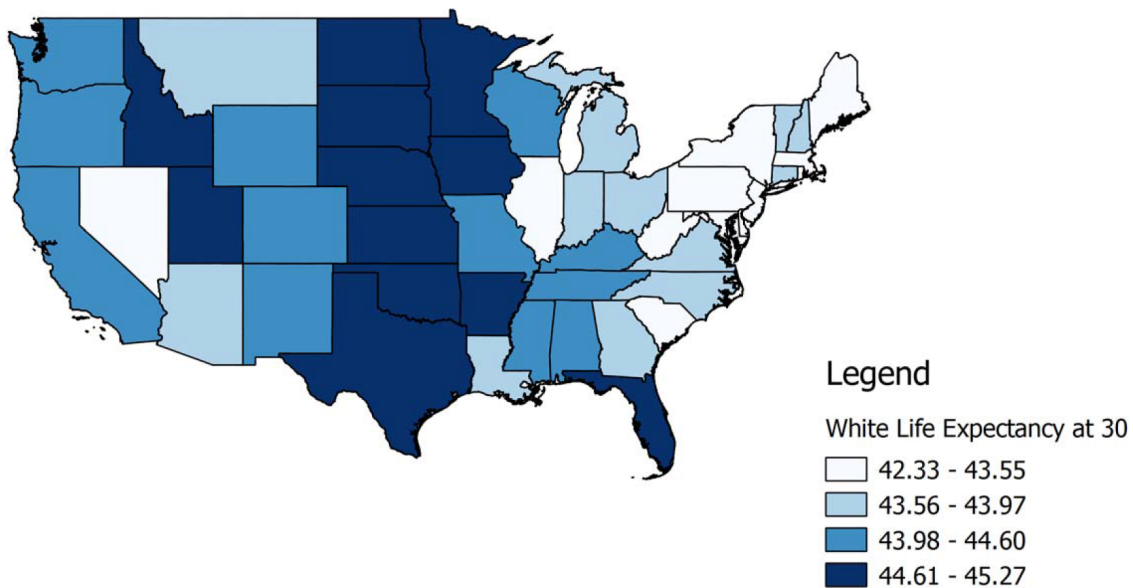 Legend
White Life Expectancy at 30
42.33 - 43.55
43.56 - 43.97
43.98 - 44.60
44.61 - 45.27